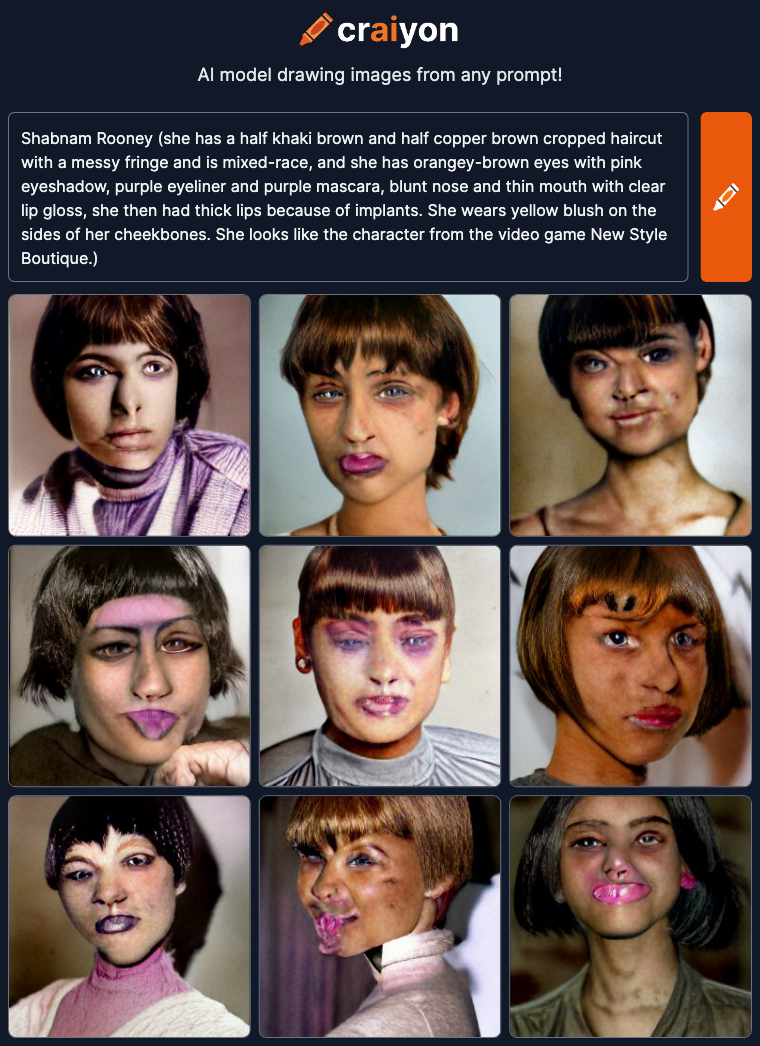 craiyon
AI model drawing images from any prompt!
Shabnam Rooney (she has a half khaki brown and half copper brown cropped haircut
with a messy fringe and is mixed-race, and she has orangey-brown eyes with pink
eyeshadow, purple eyeliner and purple mascara, blunt nose and thin mouth with clear
lip gloss, she then had thick lips because of implants. She wears yellow blush on the
sides of her cheekbones. She looks like the character from the video game New Style
Boutique.)